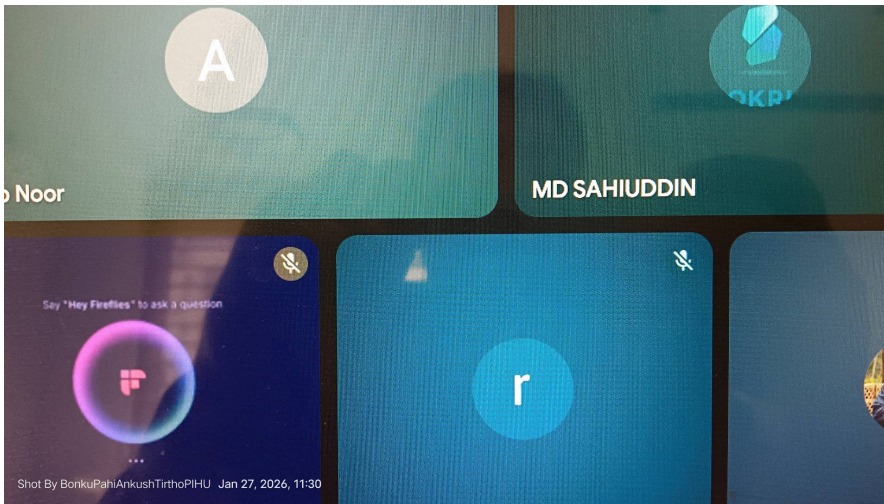 A
Noor
MD SAHIUDDIN
Say "Hey Fireflies" to ask a question
r
Shot By BonkuPahiAnkushTirthoPIHU Jan 27, 2026, 11:30